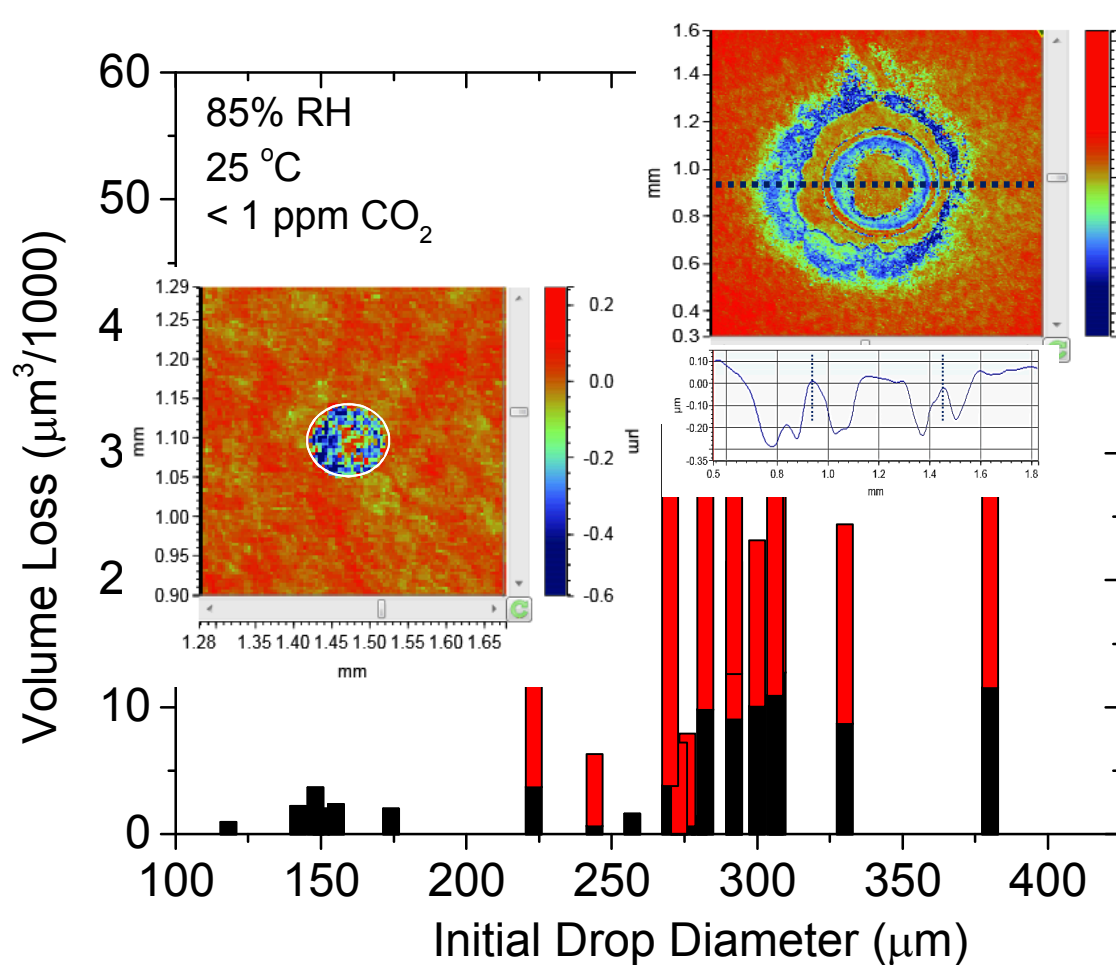 60
50
4
3
2
10
0
Volume Loss (μm³/1000)
85% RH
25 °C
< 1 ppm CO₂
1.29
1.25
1.20
1.15
1.10
1.05
1.00
0.95
0.90
mm
1.28 1.35 1.40 1.45 1.50 1.55 1.60 1.65
mm
0.2
0.0
-0.2
-0.4
-0.6
μm
1.6
1.4
1.2
1.0
0.8
0.6
0.4
0.3
mm
0.10
0.00
-0.10
-0.20
-0.35
μm
0.5 0.8 1.0 1.2 1.4 1.6 1.8
mm
100 150 200 250 300 350 400
Initial Drop Diameter (μm)